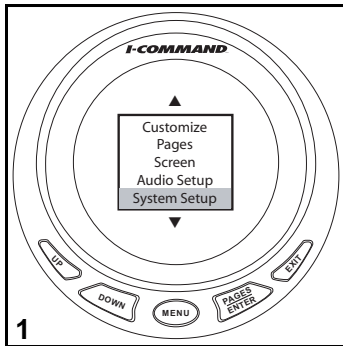 I-COMMAND
Customize
Pages
Screen
Audio Setup
System Setup
UP
DOWN
MENU
PAGES
ENTER
EXIT
1